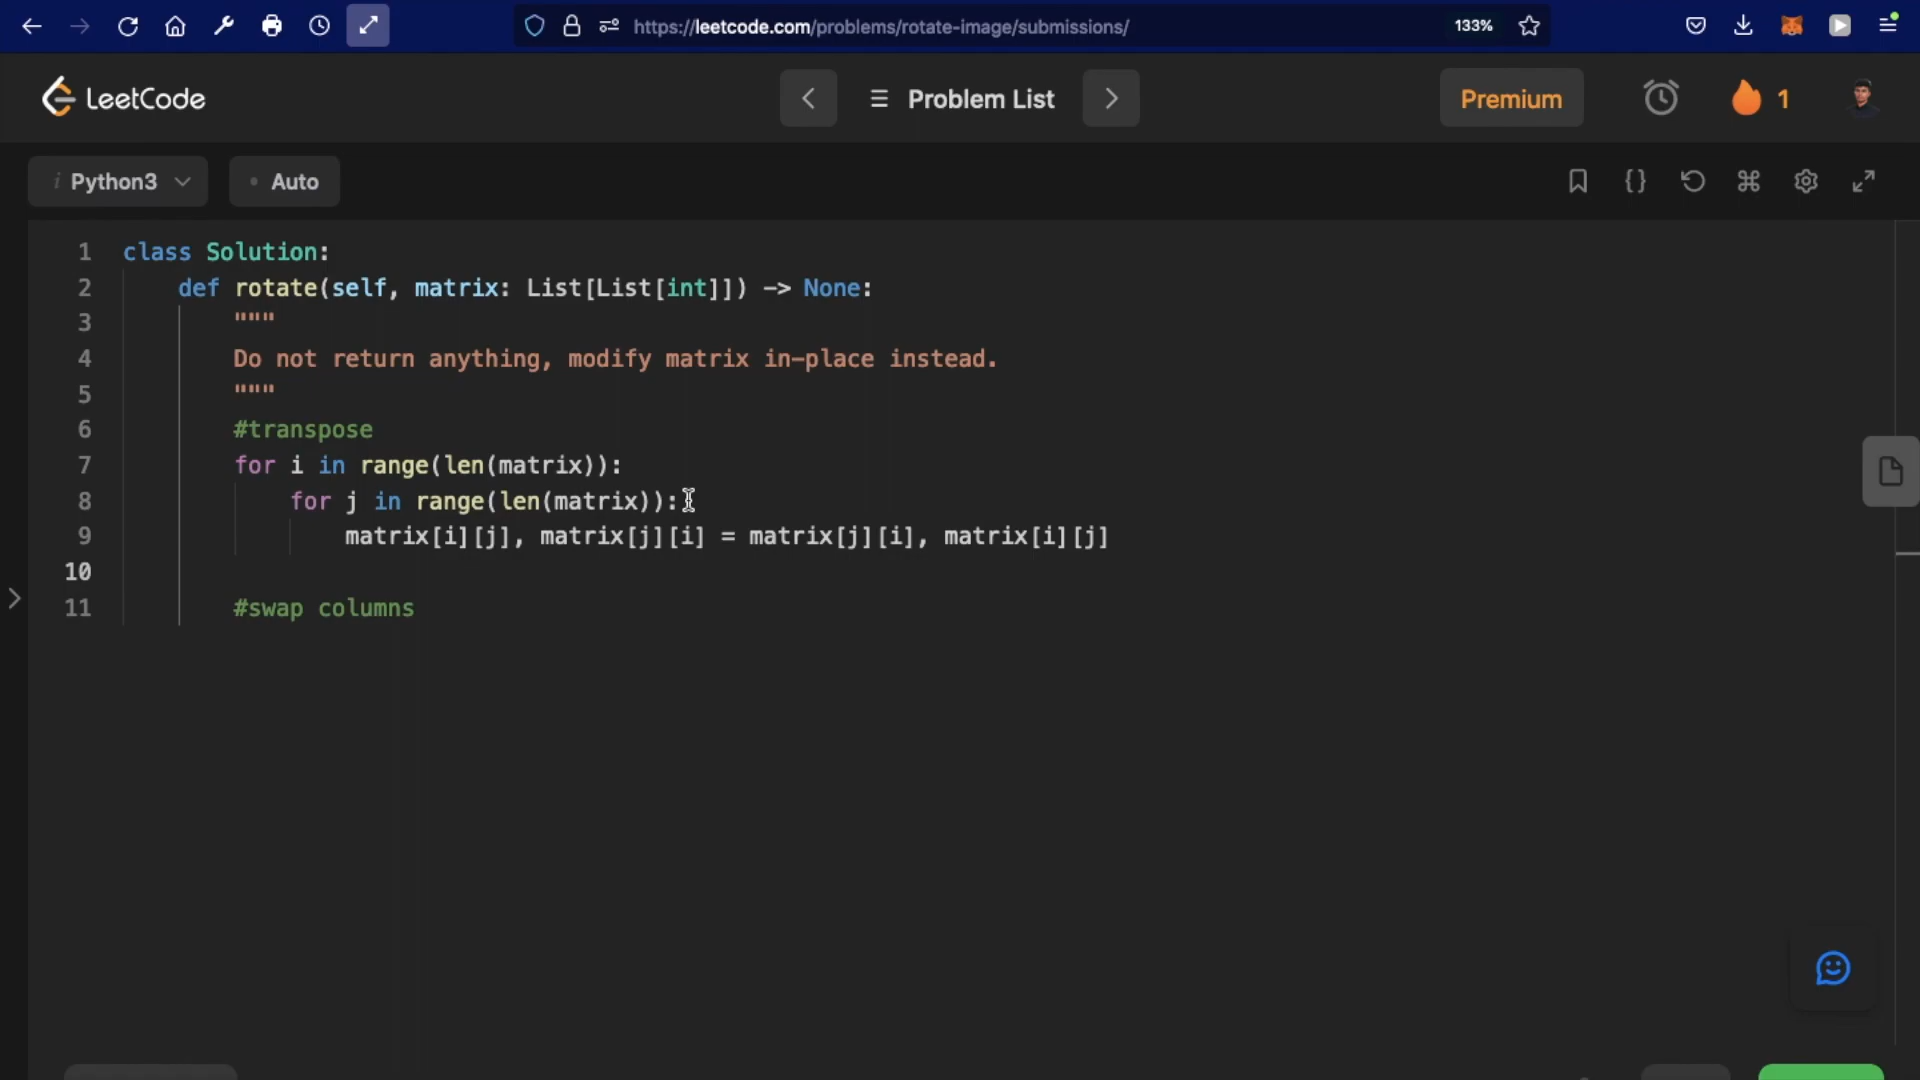 https://leetcode.com/problems/rotate-image/submissions/
133%
LeetCode
Problem List
Premium
1
i Python3
Auto
1 class Solution:
2 def rotate(self, matrix: List[List[int]]) -> None:
3 """
4 Do not return anything, modify matrix in-place instead.
5 """
6 #transpose
7 for i in range(len(matrix)):
8 for j in range(len(matrix)):
9 matrix[i][j], matrix[j][i] = matrix[j][i], matrix[i][j]
10
11 #swap columns